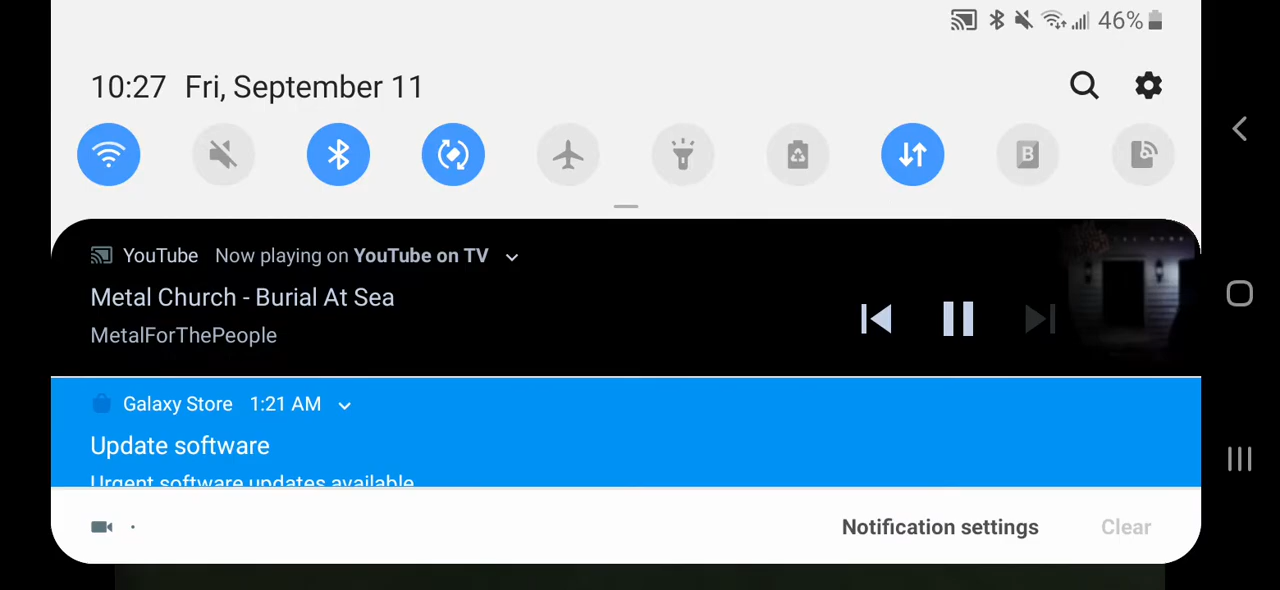 46%
10:27 Fri, September 11
B
YouTube Now playing on YouTube on TV
Metal Church - Burial At Sea
MetalForThePeople
Galaxy Store 1:21 AM
Update software
Urgent software updates available
Notification settings Clear